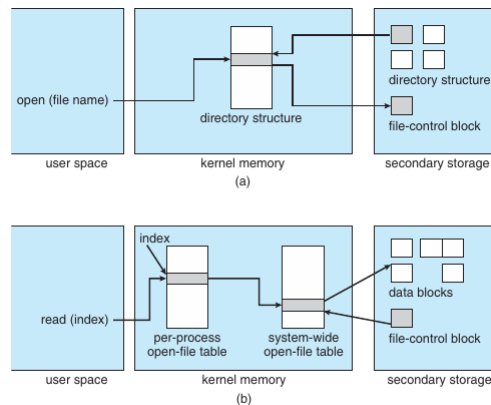 directory structure
open (file name)
directory structure
file-control block
user space
kernel memory
secondary storage
(a)
index
data blocks
read (index)
per-process
open-file table
system-wide
open-file table
file-control block
user space
kernel memory
secondary storage
(b)